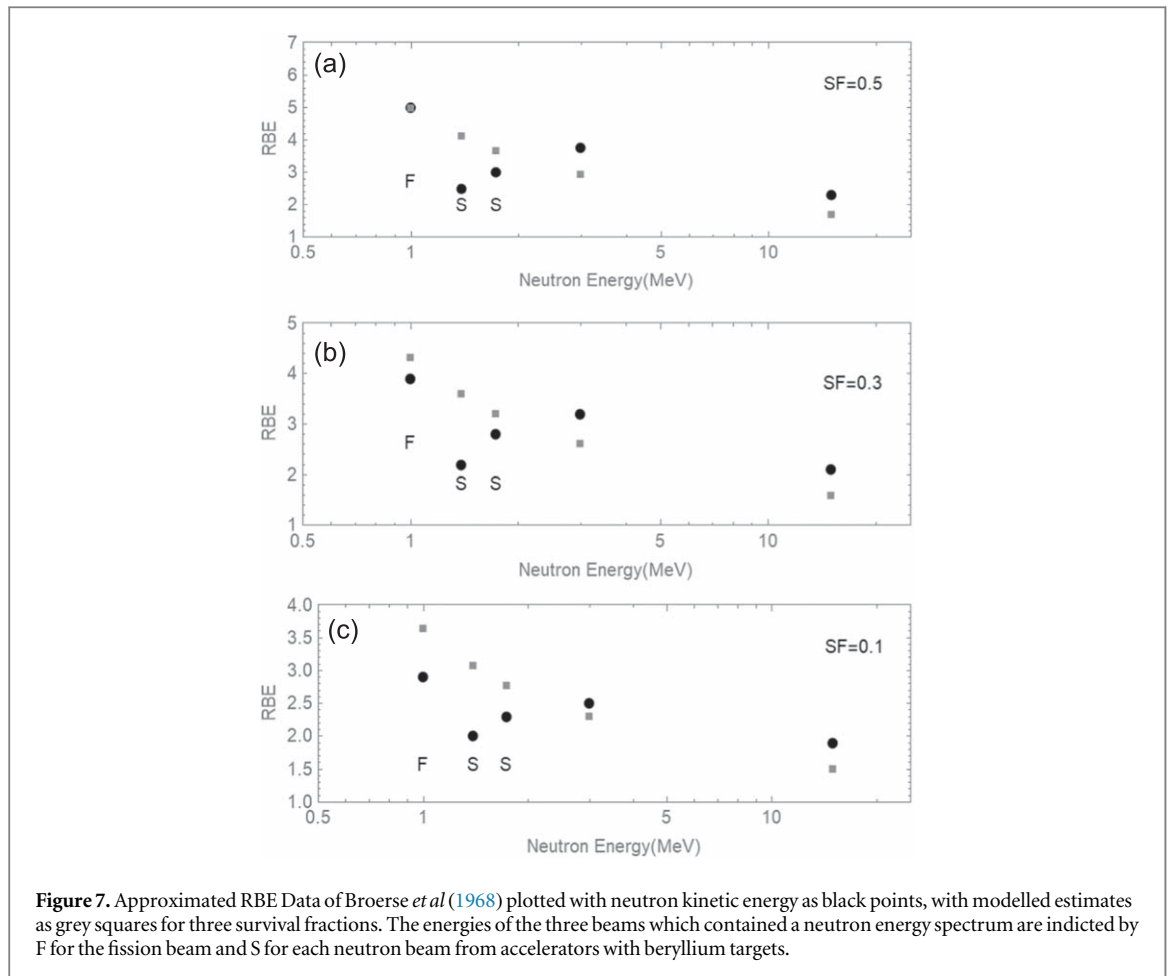 (a)
SF=0.5
7
6
5
4
3
2
1
RBE
F
S S
0.5 1 5 10
Neutron Energy(MeV)
(b)
SF=0.3
5
4
3
2
1
RBE
F
S S
0.5 1 5 10
Neutron Energy(MeV)
(c)
SF=0.1
4.0
3.5
3.0
2.5
2.0
1.5
1.0
RBE
F S S
0.5 1 5 10
Neutron Energy(MeV)
Figure 7. Approximated RBE Data of Broerse et al (1968) plotted with neutron kinetic energy as black points, with modelled estimates
as grey squares for three survival fractions. The energies of the three beams which contained a neutron energy spectrum are indicted by
F for the fission beam and S for each neutron beam from accelerators with beryllium targets.